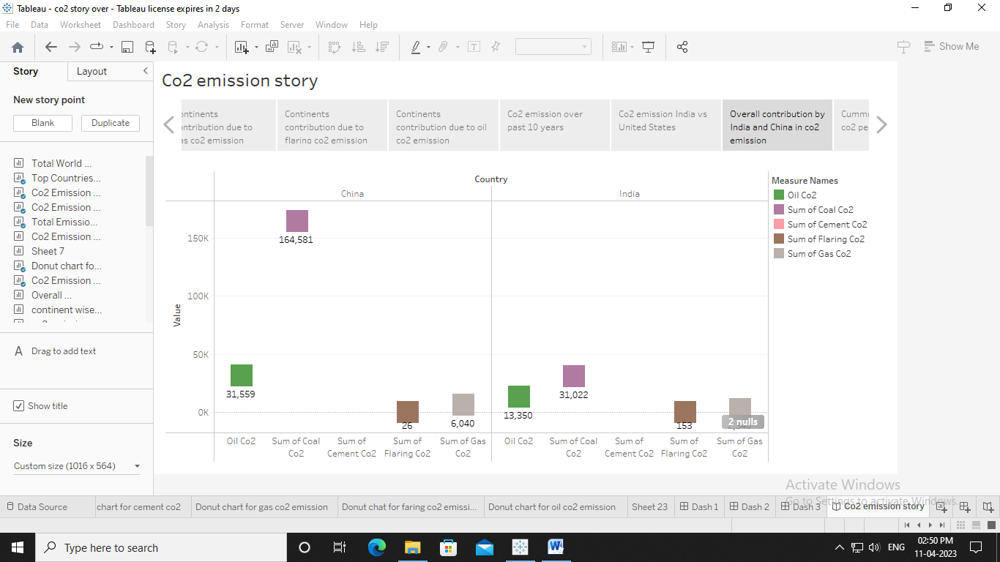 Tableau - co2 story over - Tableau license expires in 2 days
File Data Worksheet Dashboard Story Analysis Format Server Window Help
Show Me
Story Layout
New story point
Blank Duplicate
Total World ...
Top Countries...
Co2 Emission ...
Co2 Emission ...
Total Emissio...
Co2 Emission ...
Sheet 7
Donut chart fo...
Co2 Emission ...
Overall ...
continent wise...
A Drag to add text
Show title
Size
Custom size (1016 x 564)
Co2 emission story
ontinents
ontribution due to
as co2 emission
Continents
contribution due to
flaring co2 emission
Continents
contribution due to oil
co2 emission
Co2 emission over
past 10 years
Co2 emission India vs
United States
Overall contribution by
India and China in co2
emission
Cumm
co2 pe
Country
China India
Value
150K
100K
50K
0K
164,581
31,559
26
6,040
31,022
13,350
153
2 nulls
Oil Co2
Sum of Coal
Co2
Sum of
Cement Co2
Sum of
Flaring Co2
Sum of Gas
Co2
Oil Co2
Sum of Coal
Co2
Sum of
Cement Co2
Sum of
Flaring Co2
Sum of Gas
Co2
Measure Names
Oil Co2
Sum of Coal Co2
Sum of Cement Co2
Sum of Flaring Co2
Sum of Gas Co2
Activate Windows
Go to Settings to activate Windows.
Data Source chart for cement co2 Donut chart for gas co2 emission Donut chat for faring co2 emissi... Donut chart for oil co2 emission Sheet 23 Dash 1 Dash 2 Dash 3 Co2 emission story
Type here to search
ENG
02:50 PM
11-04-2023